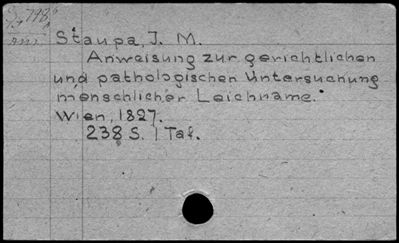 Staupa, J. M.
Anweisung zur gerichtlichen
und pathologischen Untersuchung
menschlicher Leichname.
Wien, 1827.
238 S. 1 Taf.